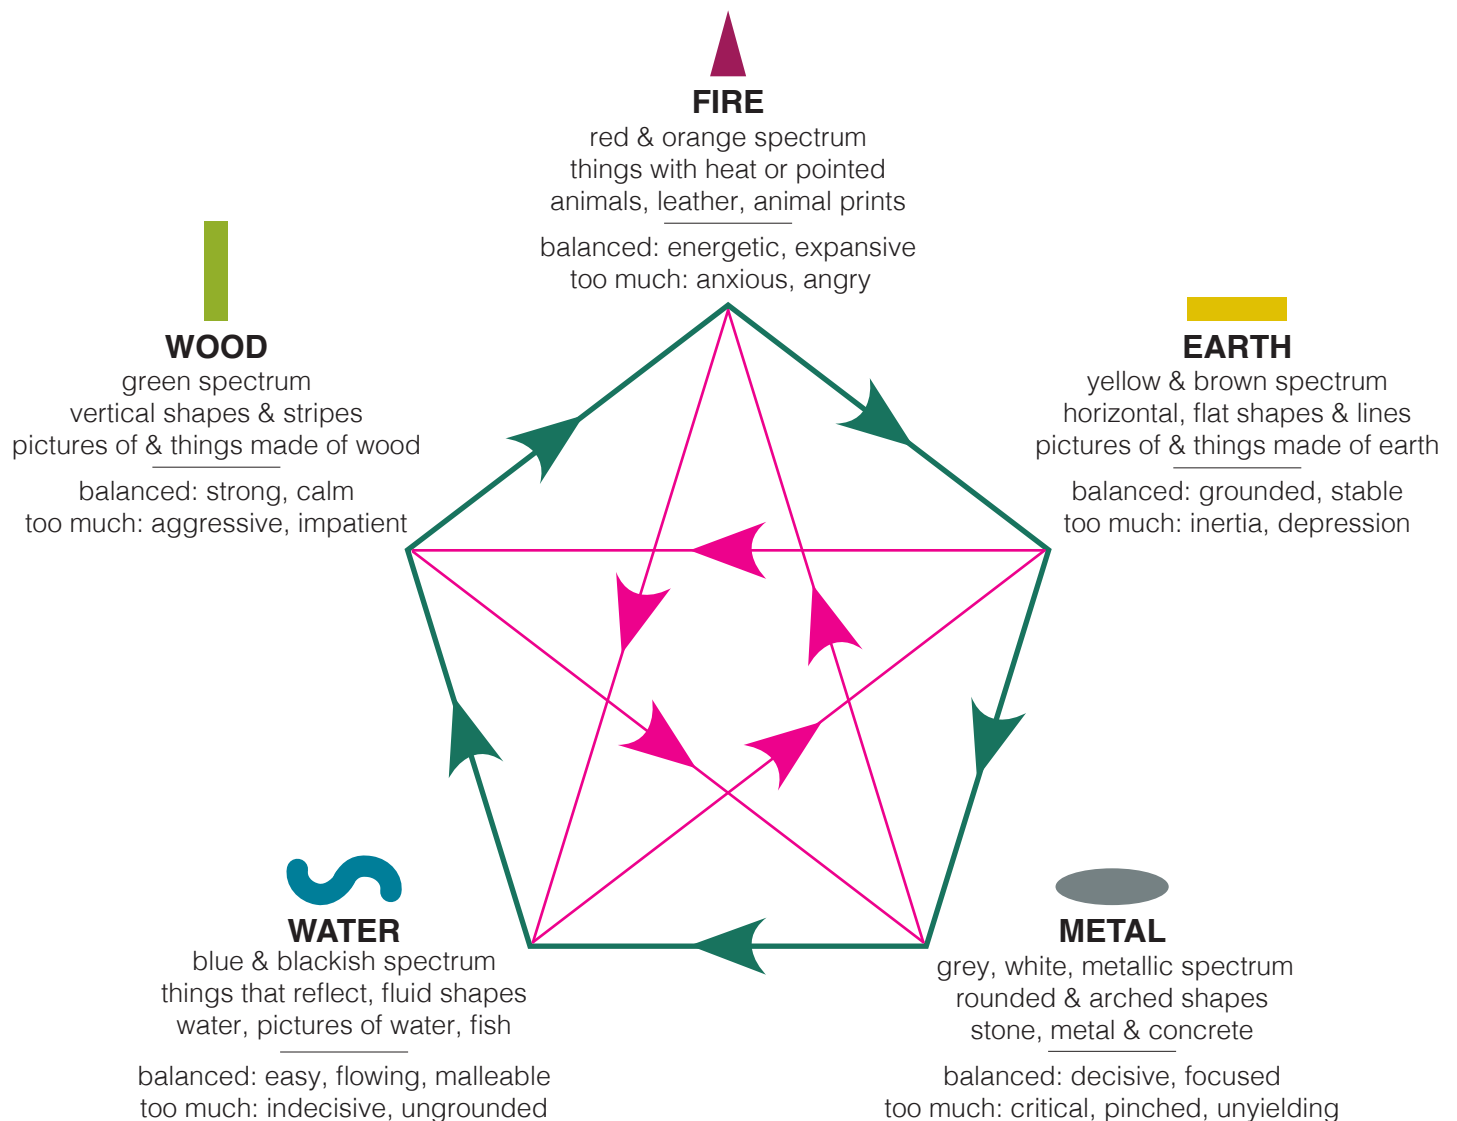 FIRE
red & orange spectrum
things with heat or pointed
animals, leather, animal prints
balanced: energetic, expansive
too much: anxious, angry
WOOD
green spectrum
vertical shapes & stripes
pictures of & things made of wood
balanced: strong, calm
too much: aggressive, impatient
EARTH
yellow & brown spectrum
horizontal, flat shapes & lines
pictures of & things made of earth
balanced: grounded, stable
too much: inertia, depression
WATER
blue & blackish spectrum
things that reflect, fluid shapes
water, pictures of water, fish
balanced: easy, flowing, malleable
too much: indecisive, ungrounded
METAL
grey, white, metallic spectrum
rounded & arched shapes
stone, metal & concrete
balanced: decisive, focused
too much: critical, pinched, unyielding